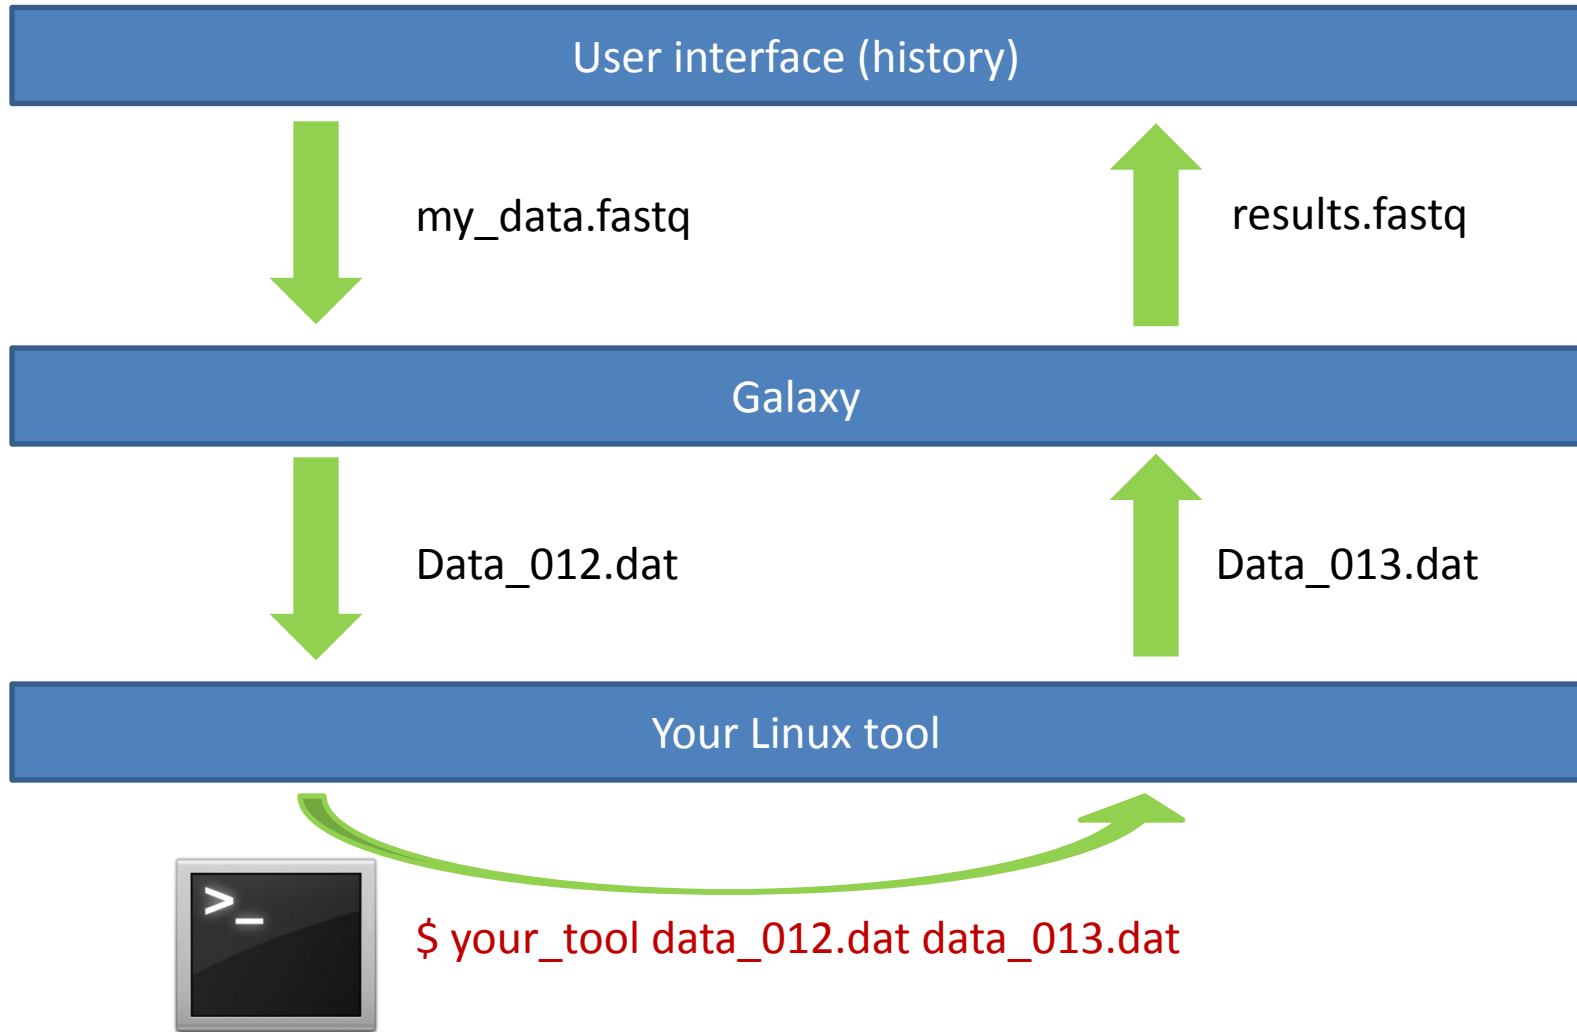 User interface (history)
my_data.fastq
results.fastq
Galaxy
Data_012.dat
Data_013.dat
Your Linux tool
>_
$ your_tool data_012.dat data_013.dat